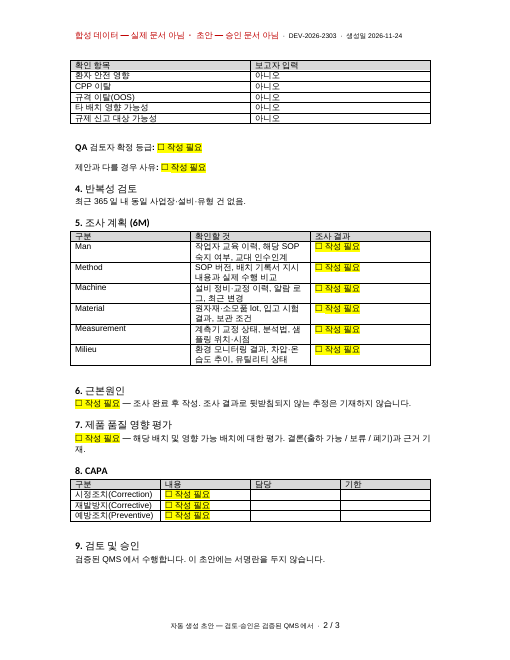 합성 데이터 — 실제 문서 아님 · 초안 — 승인 문서 아님 · DEV-2026-2303 · 생성일 2026-11-24
확인 항목 보고자 입력
환자 안전 영향 아니오
CPP 이탈 아니오
규격 이탈(OOS) 아니오
타 배치 영향 가능성 아니오
규제 신고 대상 가능성 아니오
QA 검토자 확정 등급: ☐ 작성 필요
제안과 다를 경우 사유: ☐ 작성 필요
4. 반복성 검토
최근 365 일 내 동일 사업장·설비·유형 건 없음.
5. 조사 계획 (6M)
구분 확인할 것 조사 결과
Man 작업자 교육 이력, 해당 SOP ☐ 작성 필요
숙지 여부, 교대 인수인계
Method SOP 버전, 배치 기록서 지시 ☐ 작성 필요
내용과 실제 수행 비교
Machine 설비 정비·교정 이력, 알람 로 ☐ 작성 필요
그, 최근 변경
Material 원자재·소모품 lot, 입고 시험 ☐ 작성 필요
결과, 보관 조건
Measurement 계측기 교정 상태, 분석법, 샘 ☐ 작성 필요
플링 위치·시점
Milieu 환경 모니터링 결과, 차압·온 ☐ 작성 필요
습도 추이, 유틸리티 상태
6. 근본원인
☐ 작성 필요 — 조사 완료 후 작성. 조사 결과로 뒷받침되지 않는 추정은 기재하지 않습니다.
7. 제품 품질 영향 평가
☐ 작성 필요 — 해당 배치 및 영향 가능 배치에 대한 평가. 결론(출하 가능 / 보류 / 폐기)과 근거 기
재.
8. CAPA
구분 내용 담당 기한
시정조치(Correction) ☐ 작성 필요
재발방지(Corrective) ☐ 작성 필요
예방조치(Preventive) ☐ 작성 필요
9. 검토 및 승인
검증된 QMS 에서 수행합니다. 이 초안에는 서명란을 두지 않습니다.
자동 생성 초안 — 검토·승인은 검증된 QMS 에서 · 2 / 3